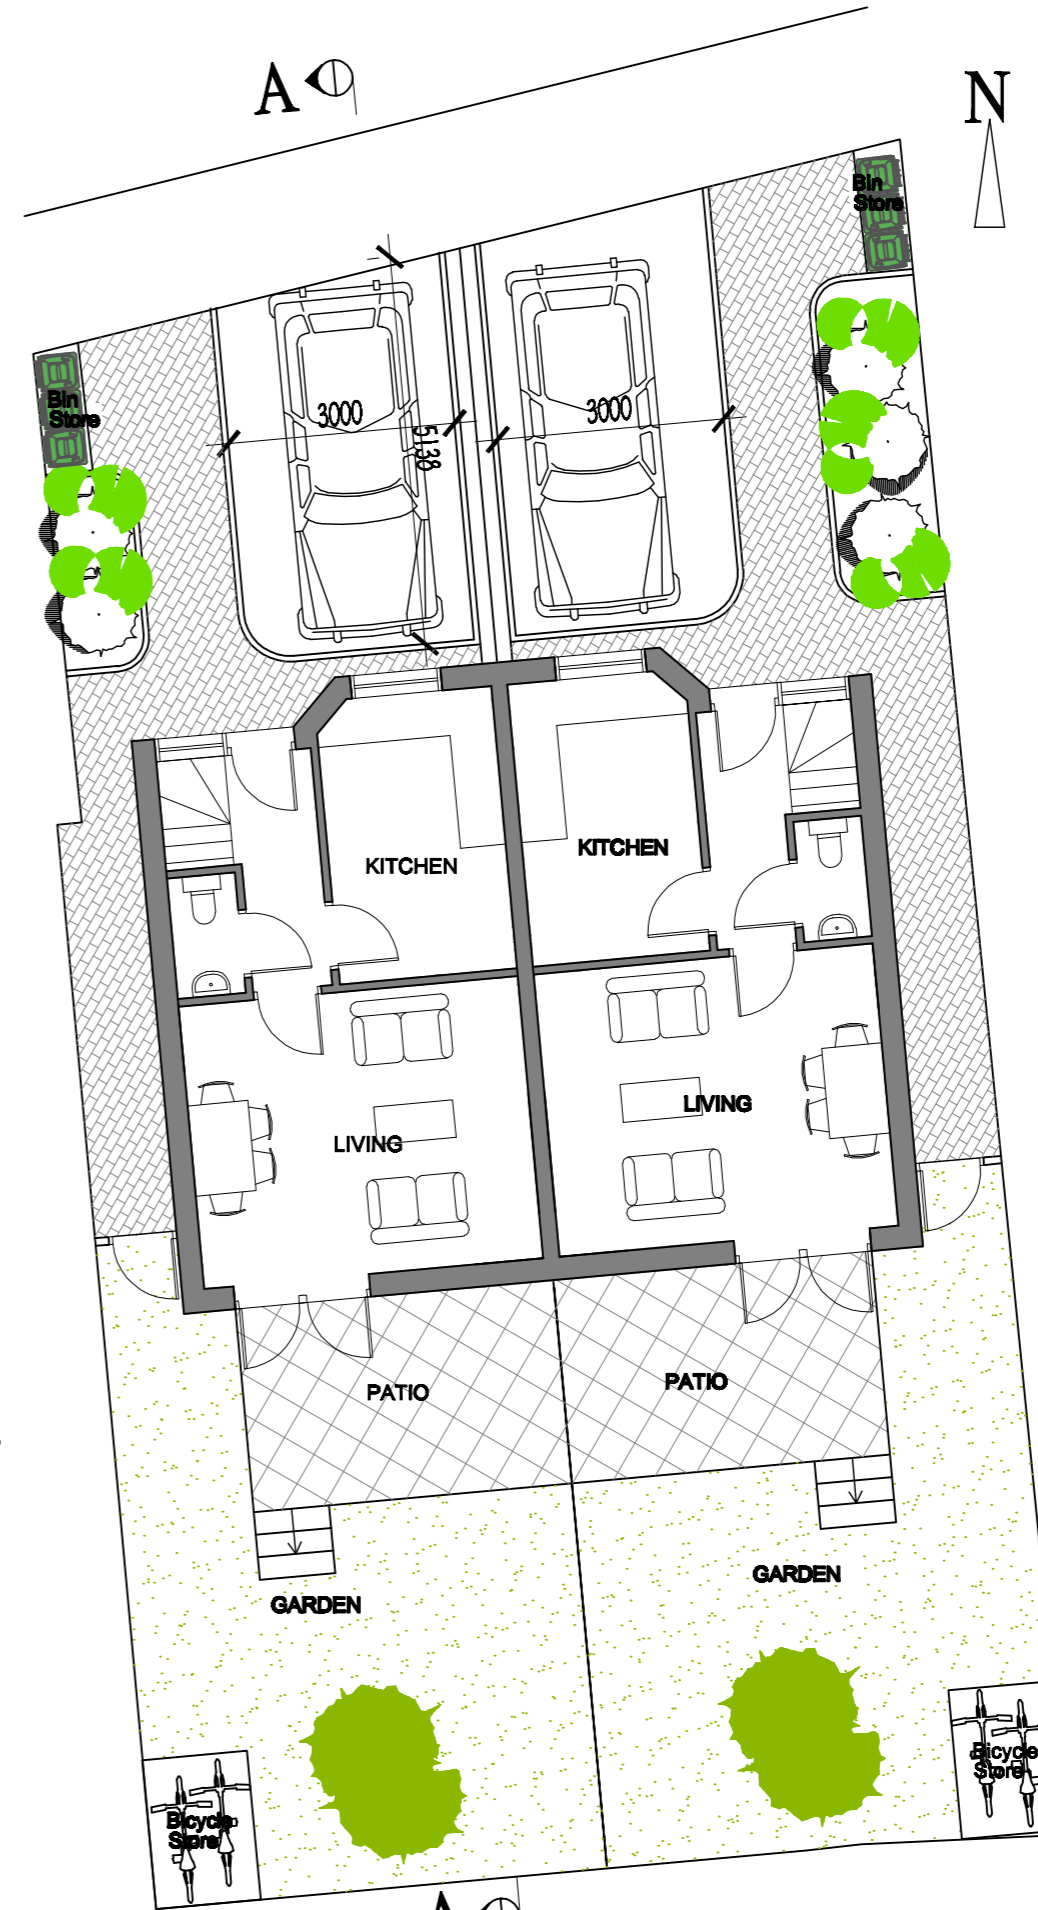 A
N
Bin
Store
Bin
Store
3000
3000
5138
KITCHEN
KITCHEN
LIVING
LIVING
PATIO
PATIO
GARDEN
GARDEN
Bicycle
Store
Bicycle
Store